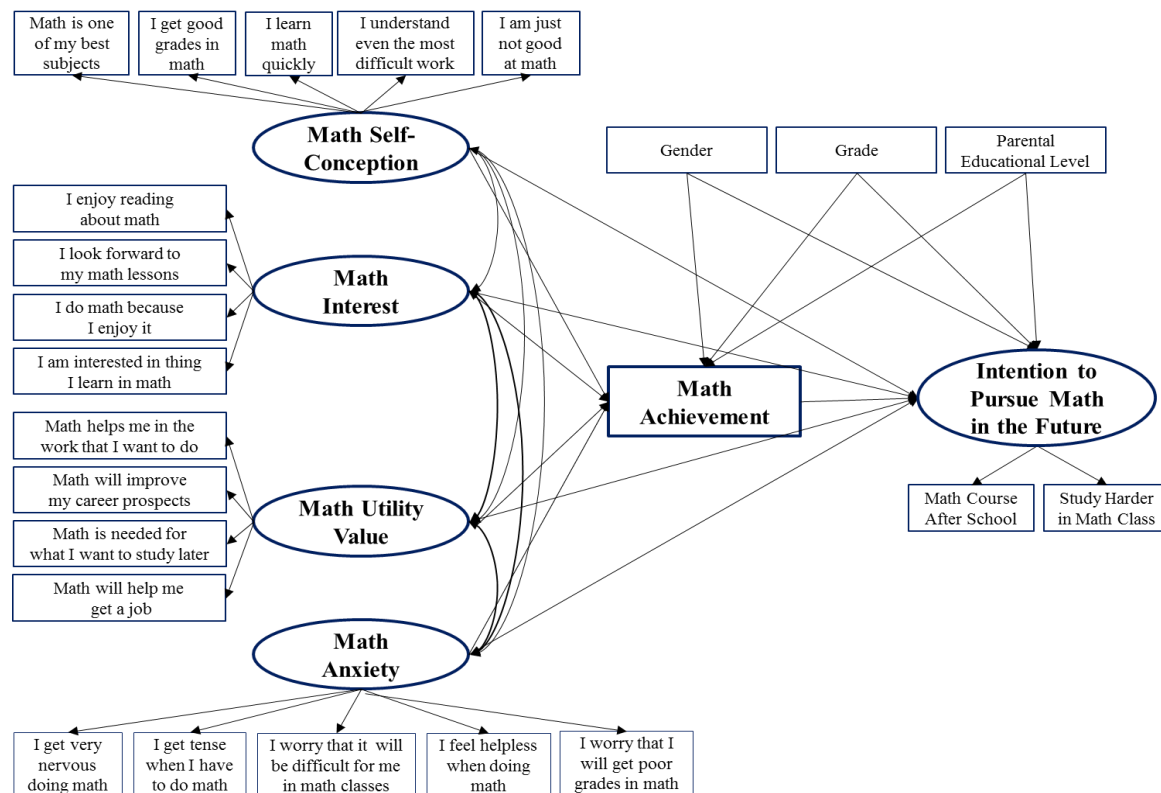 Math is one
of my best
subjects
I get good
grades in
math
I learn
math
quickly
I understand
even the most
difficult work
I am just
not good
at math
Math Self-
Conception
Gender
Grade
Parental
Educational Level
I enjoy reading
about math
I look forward to
my math lessons
I do math because
I enjoy it
I am interested in thing
I learn in math
Math
Interest
Math
Achievement
Intention to
Pursue Math
in the Future
Math helps me in the
work that I want to do
Math will improve
my career prospects
Math is needed for
what I want to study later
Math will help me
get a job
Math Utility
Value
Math Course
After School
Study Harder
in Math Class
Math
Anxiety
I get very
nervous
doing math
I get tense
when I have
to do math
I worry that it will
be difficult for me
in math classes
I feel helpless
when doing
math
I worry that I
will get poor
grades in math